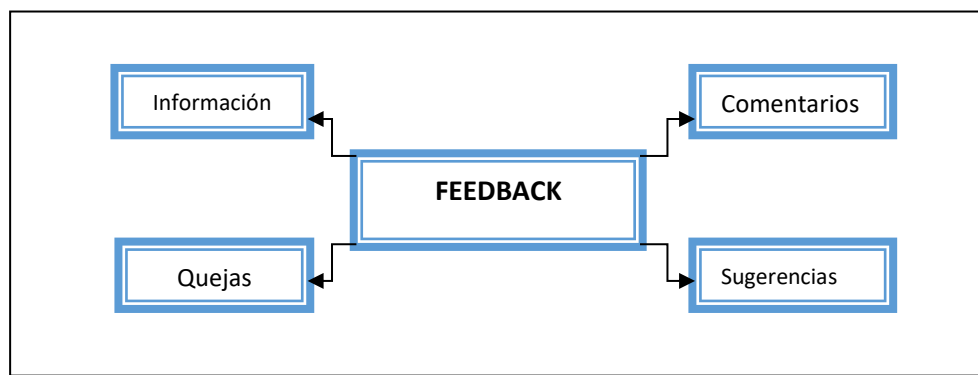 Información
Comentarios
FEEDBACK
Quejas
Sugerencias